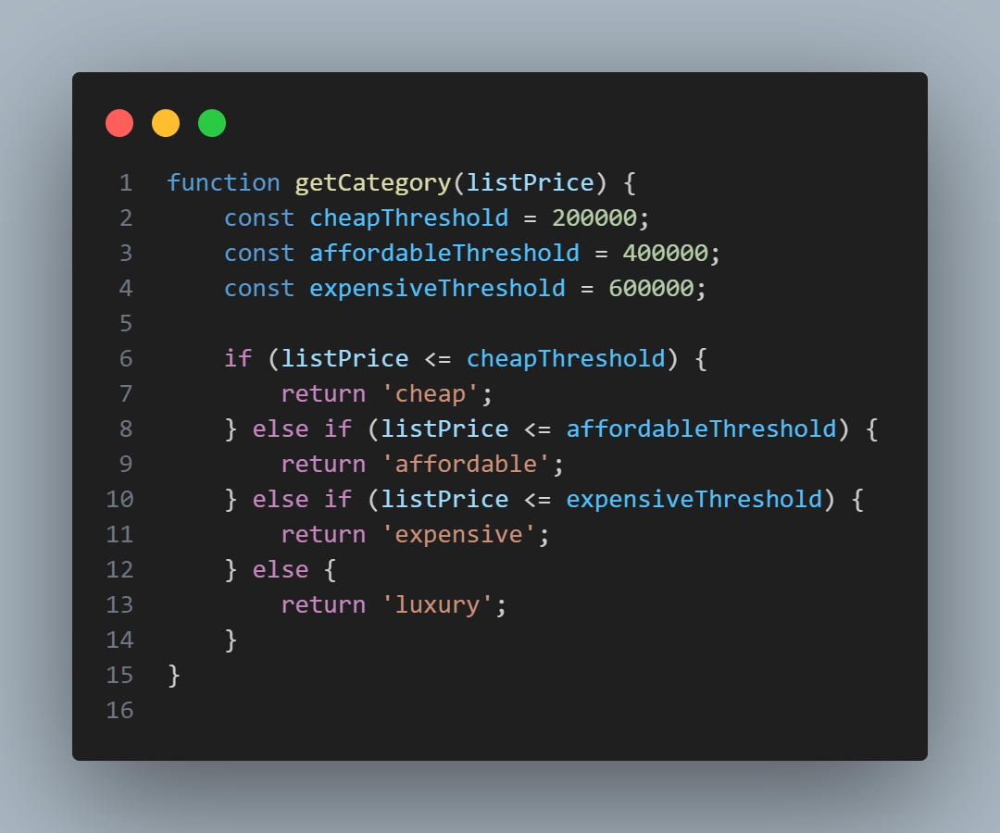 1 function getCategory(listPrice) {
2     const cheapThreshold = 200000;
3     const affordableThreshold = 400000;
4     const expensiveThreshold = 600000;
5
6     if (listPrice <= cheapThreshold) {
7         return 'cheap';
8     } else if (listPrice <= affordableThreshold) {
9         return 'affordable';
10     } else if (listPrice <= expensiveThreshold) {
11         return 'expensive';
12     } else {
13         return 'luxury';
14     }
15 }
16